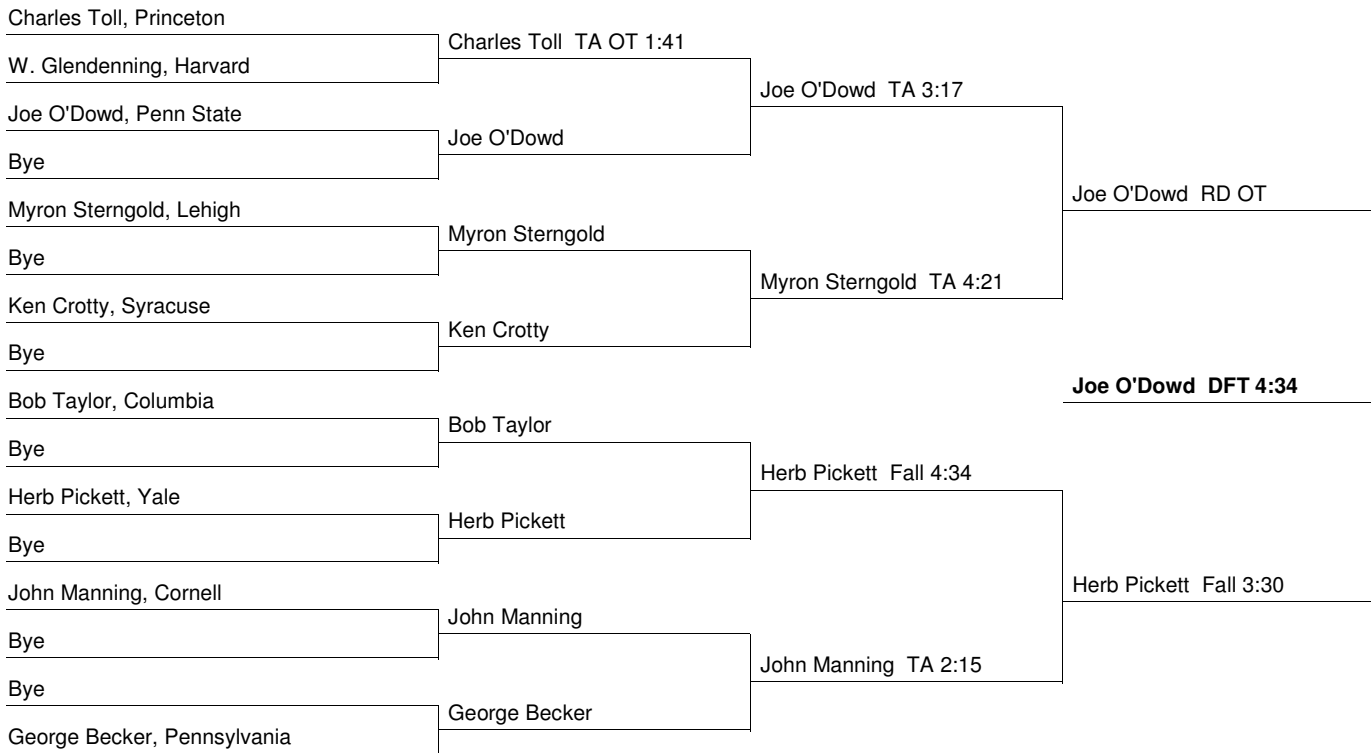 Charles Toll, Princeton
W. Glendenning, Harvard
Joe O'Dowd, Penn State
Bye
Myron Sterngold, Lehigh
Bye
Ken Crotty, Syracuse
Bye
Bob Taylor, Columbia
Bye
Herb Pickett, Yale
Bye
John Manning, Cornell
Bye
Bye
George Becker, Pennsylvania
Charles Toll TA OT 1:41
Joe O'Dowd
Myron Sterngold
Ken Crotty
Bob Taylor
Herb Pickett
John Manning
George Becker
Joe O'Dowd TA 3:17
Myron Sterngold TA 4:21
Herb Pickett Fall 4:34
John Manning TA 2:15
Joe O'Dowd RD OT
Herb Pickett Fall 3:30
Joe O'Dowd DFT 4:34